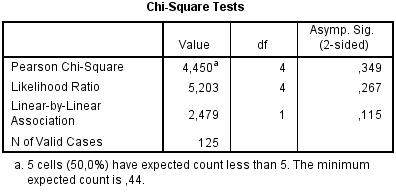 Chi-Square Tests
Value df Asymp. Sig. (2-sided)
Pearson Chi-Square 4,450a 4 ,349
Likelihood Ratio 5,203 4 ,267
Linear-by-Linear Association 2,479 1 ,115
N of Valid Cases 125
a. 5 cells (50,0%) have expected count less than 5. The minimum
expected count is ,44.